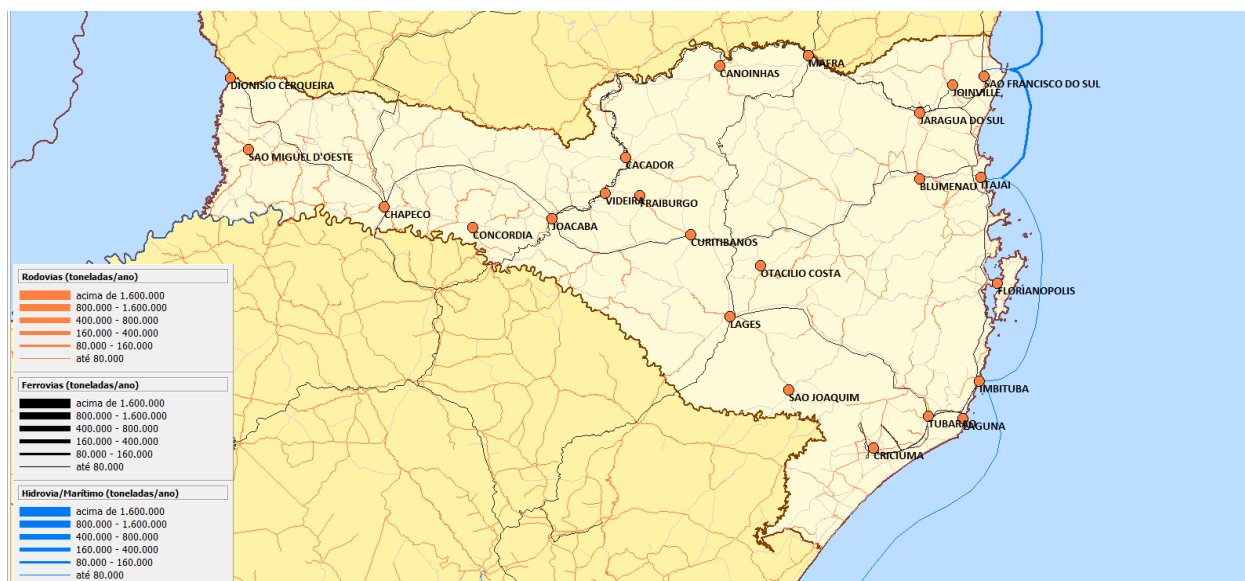 CANOINHAS
MAFRA
DIONISIO CERQUEIRA
SAO FRANCISCO DO SUL
JOINVILLE
JARAGUA DO SUL
SAO MIGUEL D'OESTE
CACADOR
BLUMENAU
ITAJAI
VIDEIRA
FRAIBURGO
CHAPECO
JOACABA
CONCORDIA
CURITIBANOS
OTACILIO COSTA
FLORIANOPOLIS
LAGES
IMBITUBA
SAO JOAQUIM
TUBARAO
LAGUNA
CRICIUMA
Rodovias (toneladas/ano)
acima de 1.600.000
800.000 - 1.600.000
400.000 - 800.000
160.000 - 400.000
80.000 - 160.000
até 80.000
Ferrovias (toneladas/ano)
acima de 1.600.000
800.000 - 1.600.000
400.000 - 800.000
160.000 - 400.000
80.000 - 160.000
até 80.000
Hidrovia/Marítimo (toneladas/ano)
acima de 1.600.000
800.000 - 1.600.000
400.000 - 800.000
160.000 - 400.000
80.000 - 160.000
até 80.000